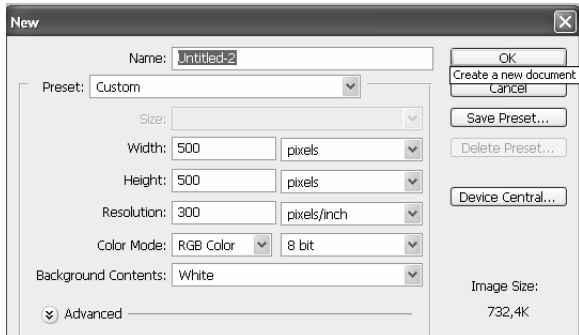 New
Name: Untitled-2
OK
Create a new document
Preset: Custom
Cancel
Size:
Save Preset...
Width: 500 pixels
Delete Preset...
Height: 500 pixels
Device Central...
Resolution: 300 pixels/inch
Color Mode: RGB Color 8 bit
Background Contents: White
Image Size:
Advanced
732,4K